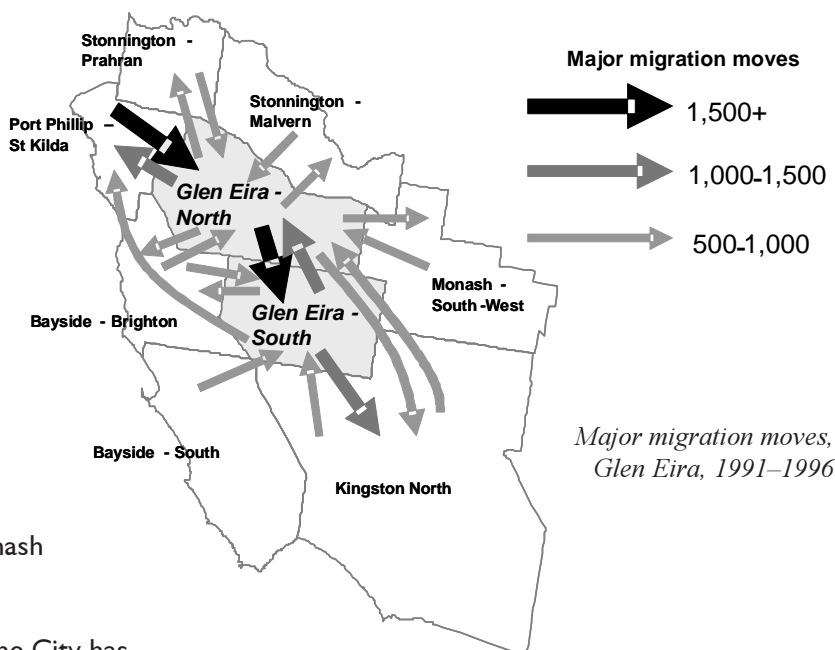 Stonnington -
Prahran
Major migration moves
Stonnington -
Malvern
1,500+
Port Phillip –
St Kilda
1,000-1,500
Glen Eira -
North
500-1,000
Monash -
South -West
Bayside - Brighton
Glen Eira -
South
Major migration moves,
Glen Eira, 1991–1996
Bayside - South
Kingston North